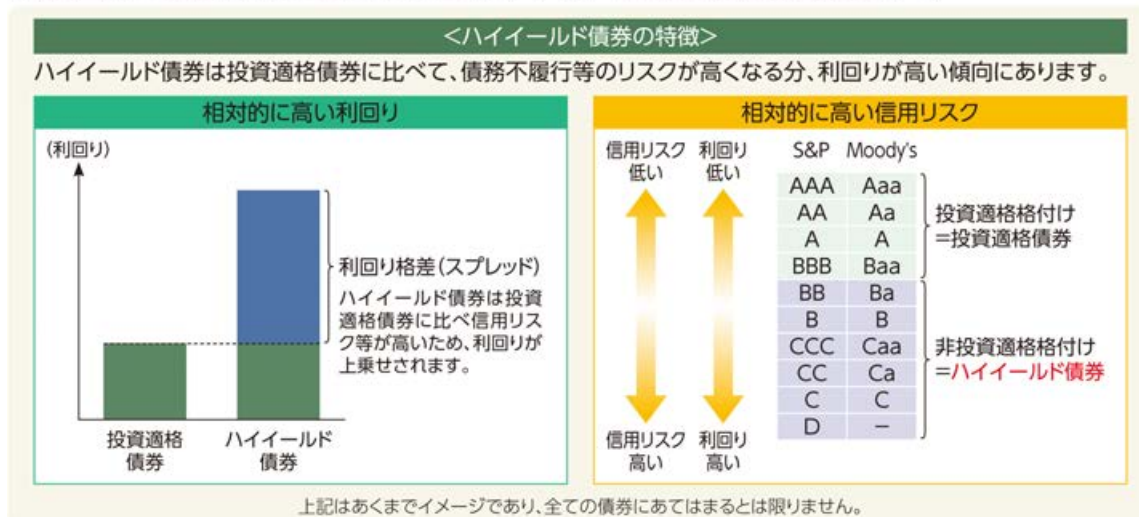 <ハイイールド債券の特徴>
ハイイールド債券は投資適格債券に比べて、債務不履行等のリスクが高くなる分、利回りが高い傾向にあります。
相対的に高い利回り
(利回り)
利回り格差(スプレッド)
ハイイールド債券は投資
適格債券に比べ信用リス
ク等が高いため、利回りが
上乗せされます。
投資適格
債券
ハイイールド
債券
相対的に高い信用リスク
信用リスク
低い
利回り
低い
S&P Moody's
AAA Aaa
AA Aa
A A
BBB Baa
BB Ba
B B
CCC Caa
CC Ca
C C
D −
投資適格格付け
=投資適格債券
非投資適格格付け
=ハイイールド債券
信用リスク
高い
利回り
高い
上記はあくまでイメージであり、全ての債券にあてはまるとは限りません。